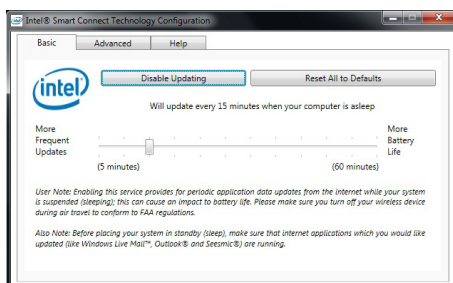 Intel® Smart Connect Technology Configuration
Basic Advanced Help
intel
Disable Updating Reset All to Defaults
Will update every 15 minutes when your computer is asleep
More
Frequent
Updates
More
Battery
Life
(5 minutes) (60 minutes)
User Note: Enabling this service provides for periodic application data updates from the internet while your system
is suspended (sleeping); this can cause an impact to battery life. Please make sure you turn off your wireless device
during air travel to conform to FAA regulations.
Also Note: Before placing your system in standby (sleep), make sure that internet applications which you would like
updated (like Windows Live Mail™, Outlook® and Seesmic®) are running.